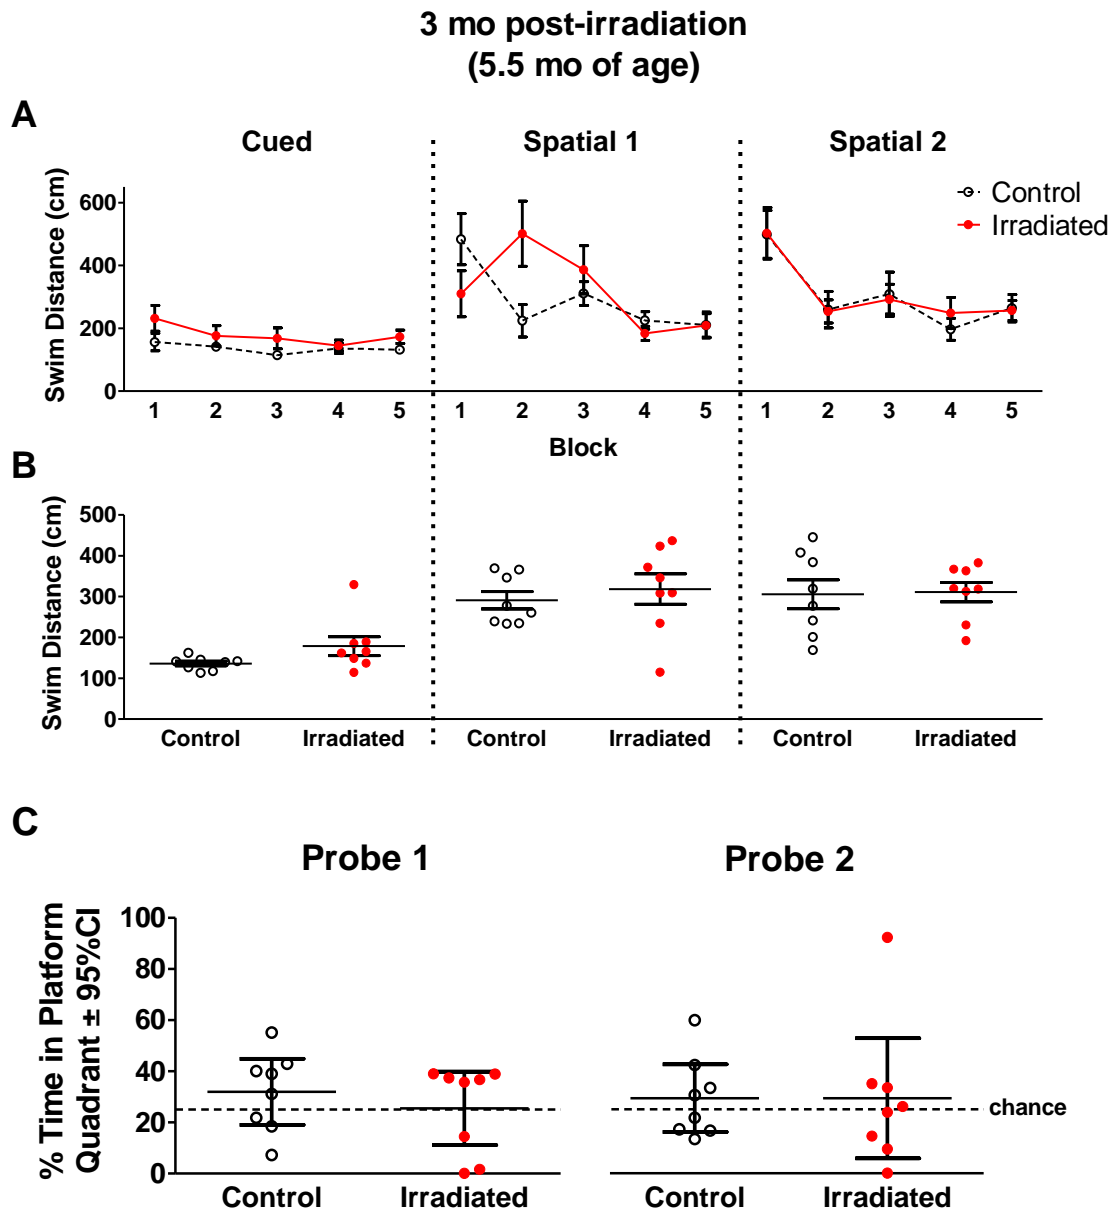 3 mo post-irradiation
(5.5 mo of age)
A
Cued
Spatial 1
Spatial 2
Swim Distance (cm)
600
400
200
0
Control
Irradiated
1 2 3 4 5
1 2 3 4 5
1 2 3 4 5
Block
B
Swim Distance (cm)
500
400
300
200
100
0
Control Irradiated
Control Irradiated
Control Irradiated
C
Probe 1
Probe 2
% Time in Platform
Quadrant ± 95%CI
100
80
60
40
20
0
chance
Control Irradiated
Control Irradiated